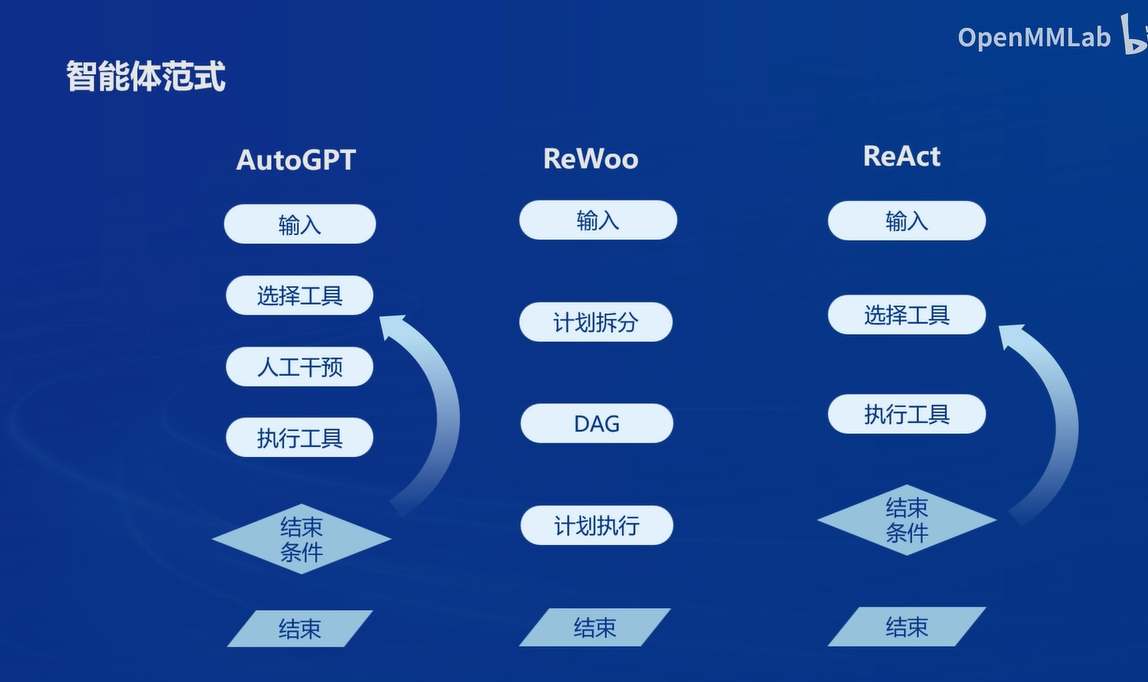 OpenMMLab
智能体范式
AutoGPT
输入
选择工具
人工干预
执行工具
结束
条件
结束
ReWoo
输入
计划拆分
DAG
计划执行
结束
ReAct
输入
选择工具
执行工具
结束
条件
结束